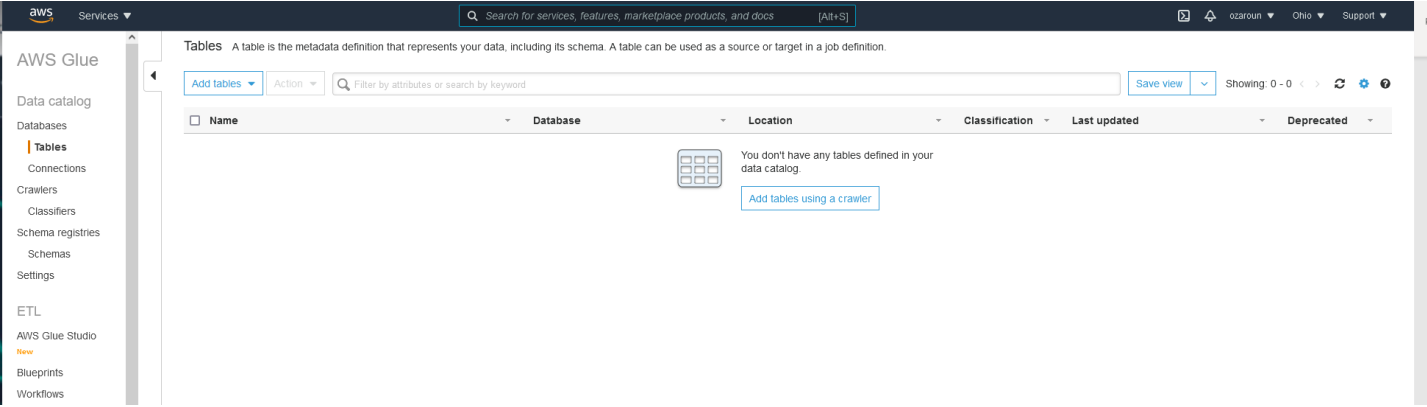 aws Services Search for services, features, marketplace products, and docs [Alt+S] ozaroun Ohio Support
AWS Glue
Data catalog
Databases
Tables
Connections
Crawlers
Classifiers
Schema registries
Schemas
Settings
ETL
AWS Glue Studio
New
Blueprints
Workflows
Tables A table is the metadata definition that represents your data, including its schema. A table can be used as a source or target in a job definition.
Add tables Action Filter by attributes or search by keyword Save view Showing: 0 - 0
Name Database Location Classification Last updated Deprecated
You don't have any tables defined in your
data catalog.
Add tables using a crawler